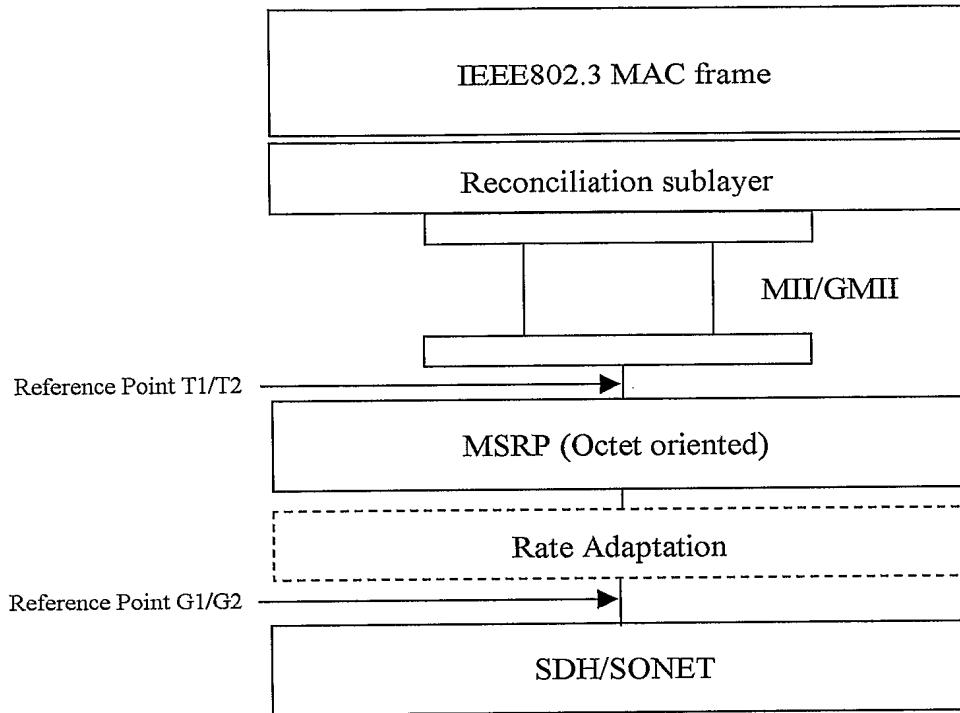 IEEE802.3 MAC frame
Reconciliation sublayer
MII/GMII
Reference Point T1/T2
MSRP (Octet oriented)
Rate Adaptation
Reference Point G1/G2
SDH/SONET